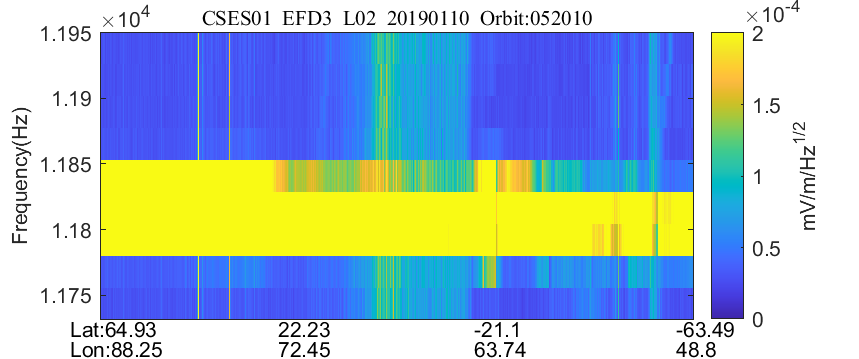 CSES01 EFD3 L02 20190110 Orbit:052010
×10^4
×10^-4
1.195
1.19
1.185
1.18
1.175
Frequency(Hz)
2
1.5
1
0.5
0
mV/m/Hz^1/2
Lat:64.93 22.23 -21.1 -63.49
Lon:88.25 72.45 63.74 48.8